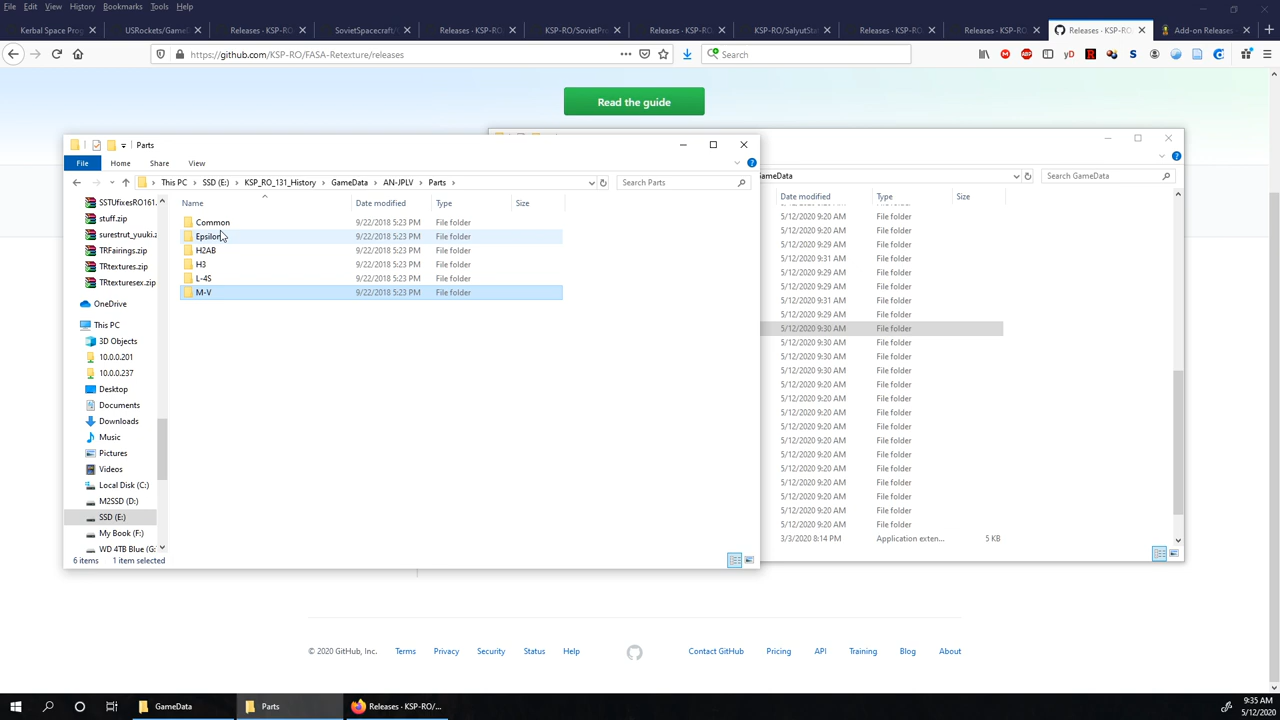 File Edit View History Bookmarks Tools Help
Kerbal Space Prog
USRockets/GameD
Releases · KSP-RO/
SovietSpacecraft/
Releases · KSP-RO/
KSP-RO/SovietProb
Releases · KSP-RO/
KSP-RO/SalyutStat
Releases · KSP-RO/
Releases · KSP-RO/
Releases · KSP-RO/
Add-on Releases
https://github.com/KSP-RO/FASA-Retexture/releases
Search
Read the guide
Parts
File Home Share View
This PC > SSD (E:) > KSP_RO_131_History > GameData > AN-JPLV > Parts >
Search Parts
Name Date modified Type Size
Common 9/22/2018 5:23 PM File folder
Epsilon 9/22/2018 5:23 PM File folder
H2AB 9/22/2018 5:23 PM File folder
H3 9/22/2018 5:23 PM File folder
L-4S 9/22/2018 5:23 PM File folder
M-V 9/22/2018 5:23 PM File folder
SSTUfixesRO161.
stuff.zip
surestrut_yuuki.z
TRFairings.zip
TRtextures.zip
TRtexturesex.zip
OneDrive
This PC
3D Objects
10.0.0.201
10.0.0.237
Desktop
Documents
Downloads
Music
Pictures
Videos
Local Disk (C:)
M2SSD (D:)
SSD (E:)
My Book (F:)
WD 4TB Blue (G:
6 items 1 item selected
GameData >
Search GameData
Date modified Type Size
5/12/2020 9:20 AM File folder
5/12/2020 9:20 AM File folder
5/12/2020 9:29 AM File folder
5/12/2020 9:31 AM File folder
5/12/2020 9:29 AM File folder
5/12/2020 9:29 AM File folder
5/12/2020 9:31 AM File folder
5/12/2020 9:29 AM File folder
5/12/2020 9:30 AM File folder
5/12/2020 9:30 AM File folder
5/12/2020 9:30 AM File folder
5/12/2020 9:30 AM File folder
5/12/2020 9:20 AM File folder
5/12/2020 9:20 AM File folder
5/12/2020 9:20 AM File folder
5/12/2020 9:20 AM File folder
5/12/2020 9:20 AM File folder
5/12/2020 9:20 AM File folder
5/12/2020 9:20 AM File folder
5/12/2020 9:20 AM File folder
5/12/2020 9:20 AM File folder
5/12/2020 9:20 AM File folder
5/12/2020 9:20 AM File folder
3/3/2020 8:14 PM Application exten... 5 KB
© 2020 GitHub, Inc. Terms Privacy Security Status Help Contact GitHub Pricing API Training Blog About
GameData
Parts
Releases · KSP-RO/...
9:35 AM
5/12/2020